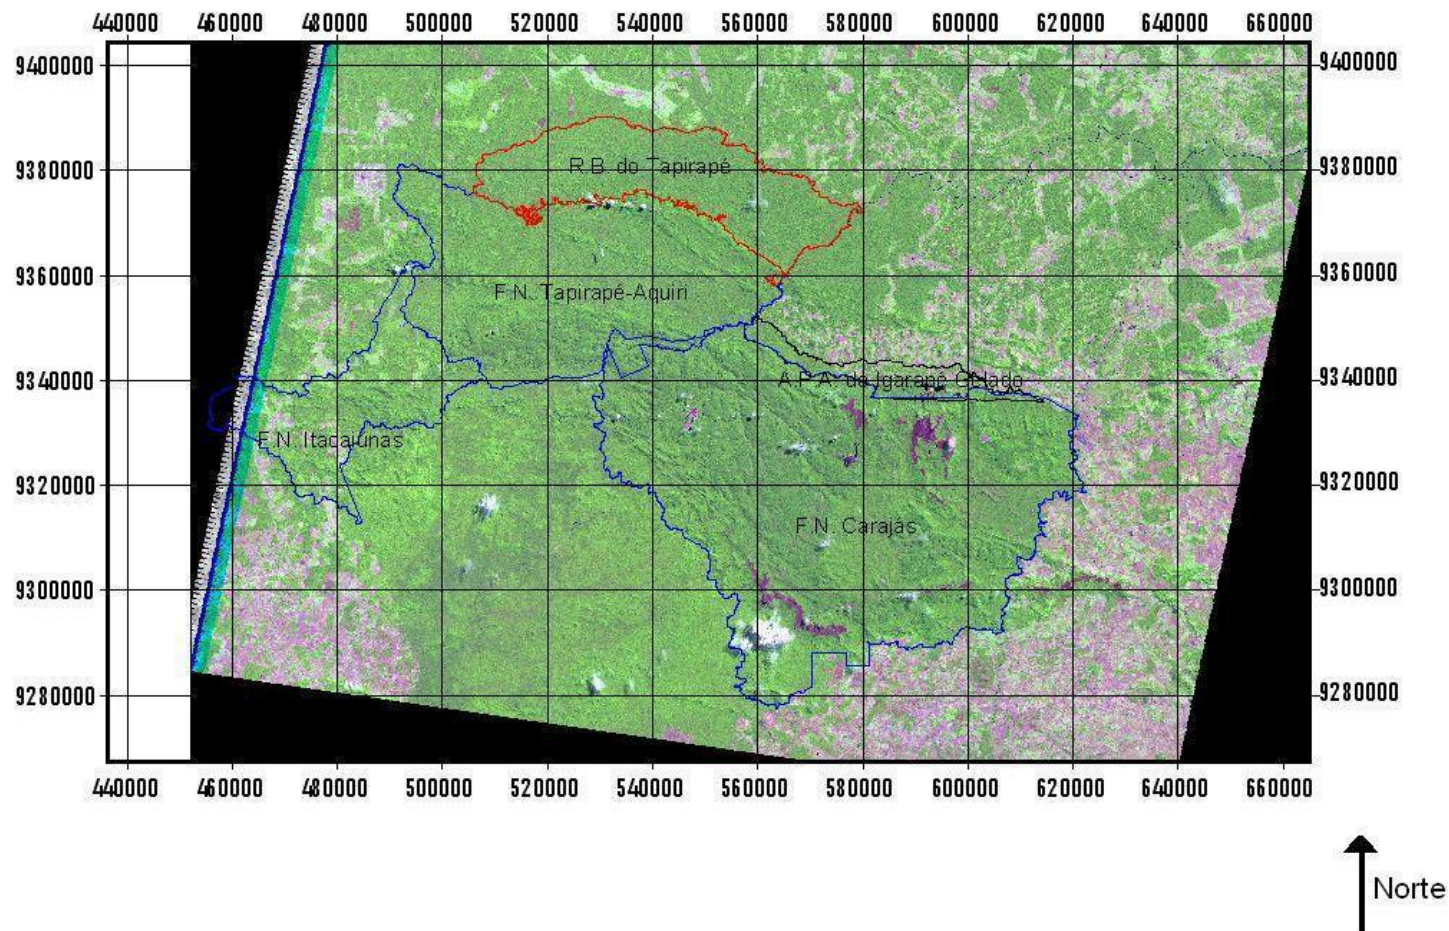 440000 460000 480000 500000 520000 540000 560000 580000 600000 620000 640000 660000
9400000 9400000
9380000 R.B. do Tapirapé 9380000
9360000 9360000
F.N. Tapirapé-Aquiri
9340000 A.P.A. do Igarapé Gelado 9340000
F.N. Itacaiúnas
9320000 9320000
F.N. Carajás
9300000 9300000
9280000 9280000
440000 460000 480000 500000 520000 540000 560000 580000 600000 620000 640000 660000
Norte